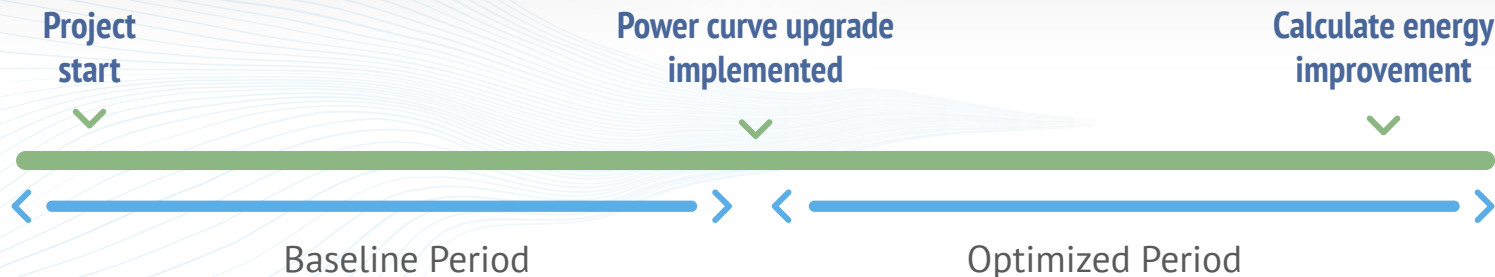 Project
start
Power curve upgrade
implemented
Calculate energy
improvement
Baseline Period
Optimized Period